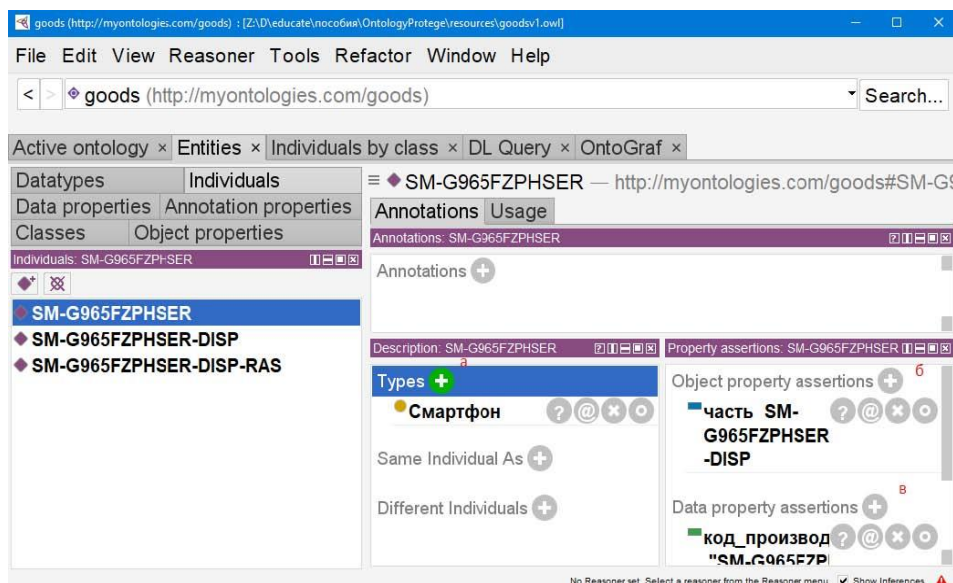 goods (http://myontologies.com/goods) : [Z:\D\educate\пособия\OntologyProtege\resources\goodsv1.owl]
File Edit View Reasoner Tools Refactor Window Help
< > goods (http://myontologies.com/goods) Search...
Active ontology × Entities × Individuals by class × DL Query × OntoGraf ×
Datatypes Individuals
Data properties Annotation properties
Classes Object properties
Individuals: SM-G965FZPHSER
SM-G965FZPHSER
SM-G965FZPHSER-DISP
SM-G965FZPHSER-DISP-RAS
SM-G965FZPHSER — http://myontologies.com/goods#SM-G9
Annotations Usage
Annotations: SM-G965FZPHSER
Annotations
Description: SM-G965FZPHSER
а
Types
Смартфон
Same Individual As
Different Individuals
Property assertions: SM-G965FZPHSER
Object property assertions б
часть SM-
G965FZPHSER
-DISP
в
Data property assertions
код_производ
"SM-G965FZP
No Reasoner set. Select a reasoner from the Reasoner menu Show Inferences